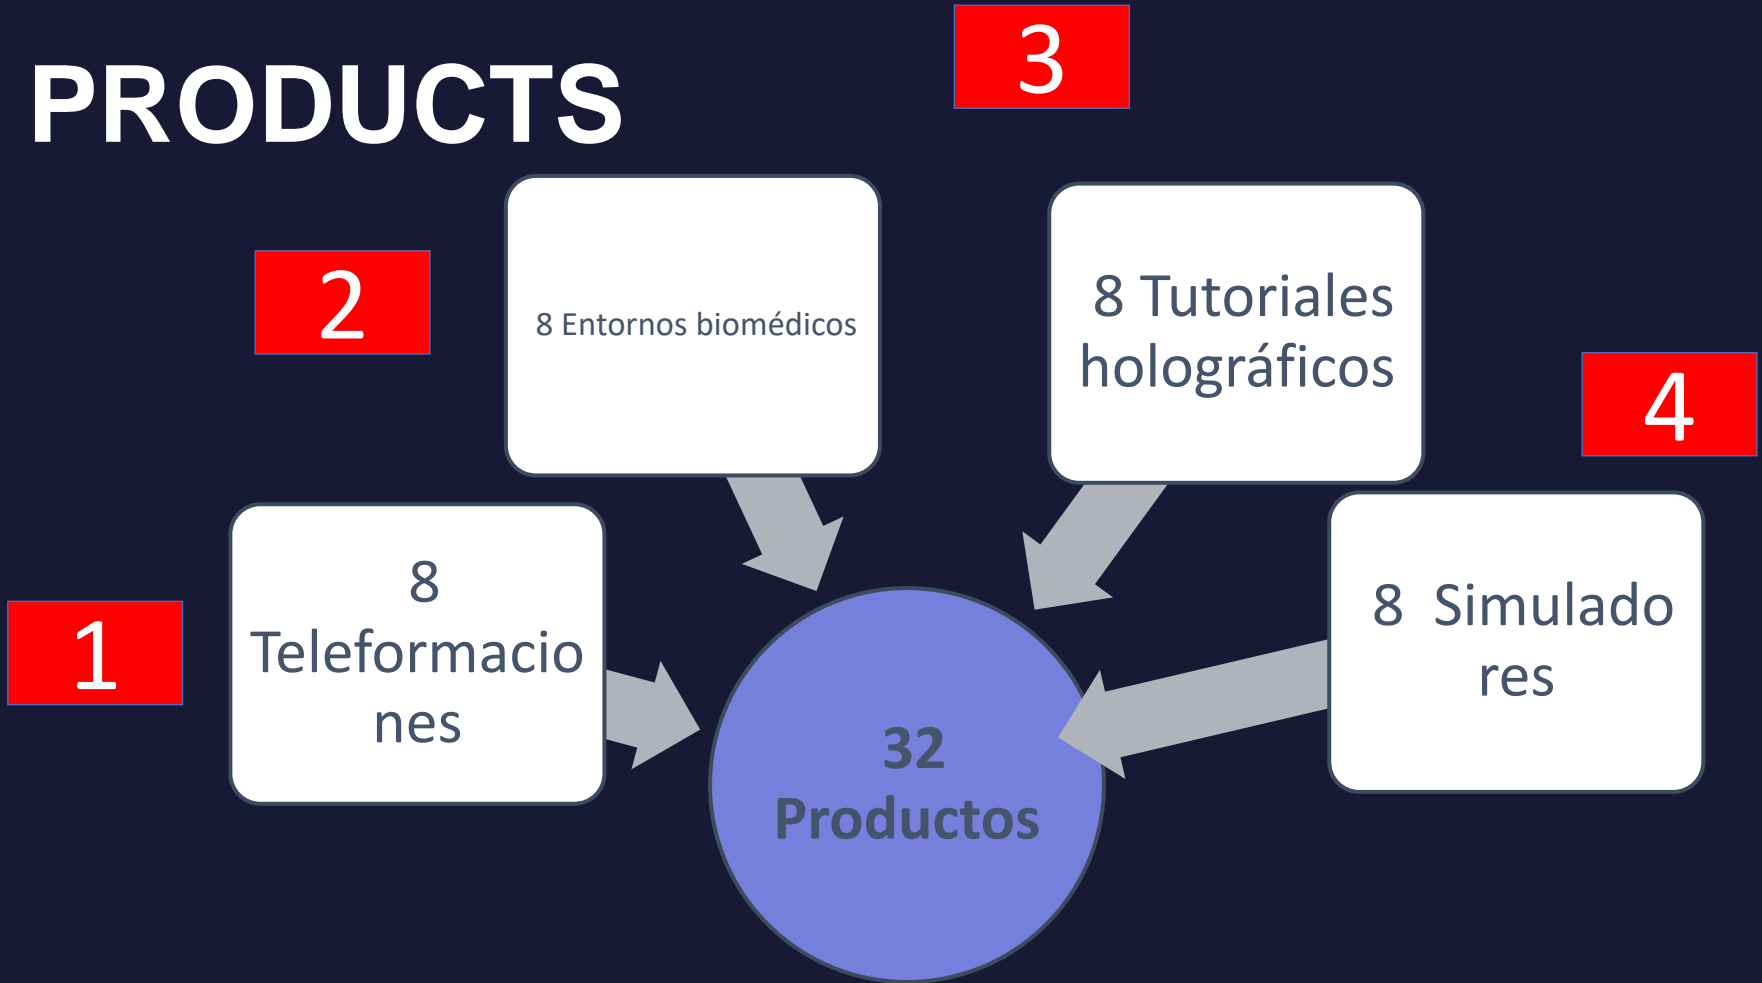 PRODUCTS
1
8
Teleformacio
nes
2
8 Entornos biomédicos
3
8 Tutoriales
holográficos
4
8  Simulado
res
32
Productos